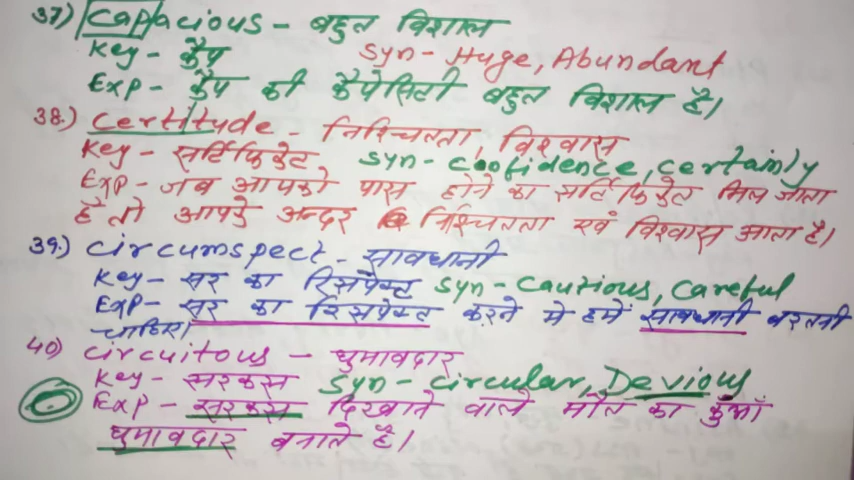 37) Capacious - बहुत विशाल
Key - कैप Syn - Huge, Abundant
Exp - कैप की कैपेसिटी बहुत विशाल है।
38.) Certitude - निश्चितता, विश्वास
Key - सर्टिफिकेट Syn - Confidence, Certainly
Exp - जब आपको पास होने का सर्टिफिकेट मिल जाता
है तो आपके अन्दर निश्चितता एवं विश्वास आता है।
39.) Circumspect - सावधानी
Key - सर का रिस्पेक्ट Syn - Cautious, Careful
Exp - सर का रिस्पेक्ट करने मे हमें सावधानी बरतनी
चाहिए।
40) Circuitous - घुमावदार
Key - सरकस Syn - Circular, Devious
Exp - सरकस दिखाने वाले मौत का कुआँ
घुमावदार बनाते है।